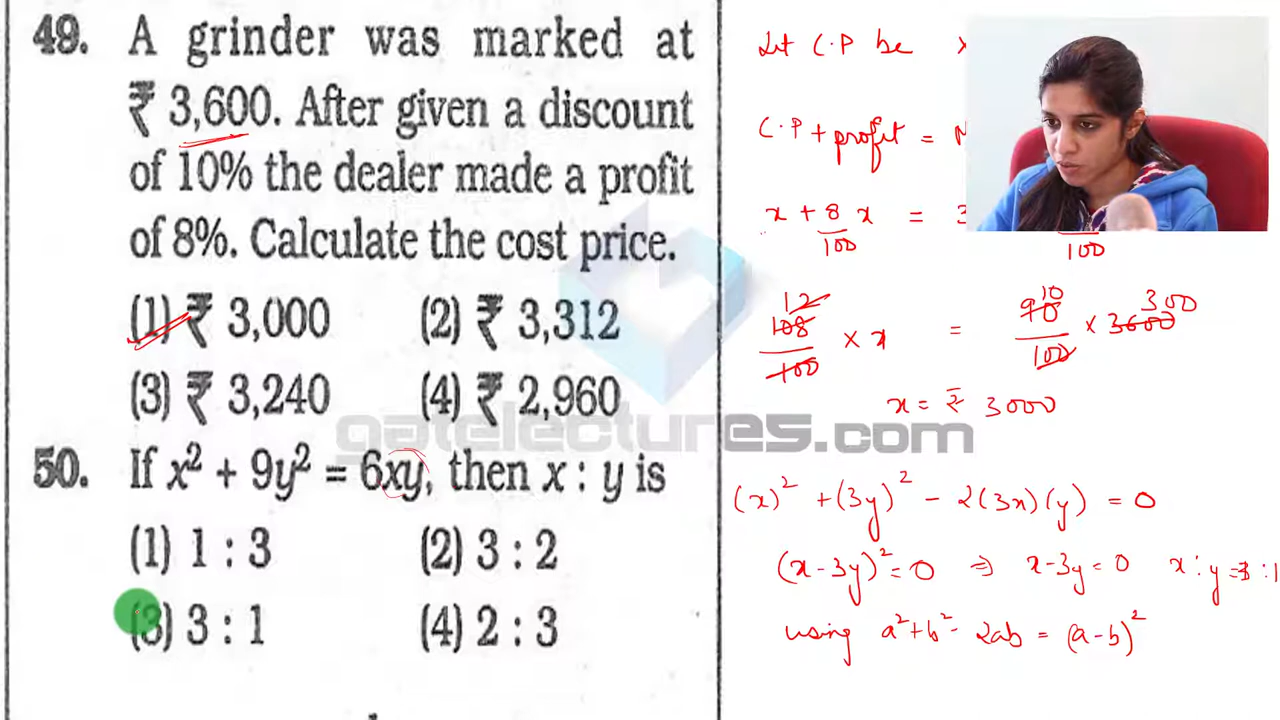 49. A grinder was marked at
₹ 3,600. After given a discount
of 10% the dealer made a profit
of 8%. Calculate the cost price.
(1) ₹ 3,000 (2) ₹ 3,312
(3) ₹ 3,240 (4) ₹ 2,960
50. If x² + 9y² = 6xy, then x : y is
(1) 1 : 3 (2) 3 : 2
(3) 3 : 1 (4) 2 : 3
gatelectures.com
Let C.P be x
C.P + profit =
x + 8/100 x =
100
12
108/100 × x = 90/100 × 3600
10 300
x = ₹ 3000
(x)² + (3y)² - 2(3x)(y) = 0
(x-3y)² = 0 ⇒ x-3y=0 x:y=3:1
using a²+b²-2ab = (a-b)²